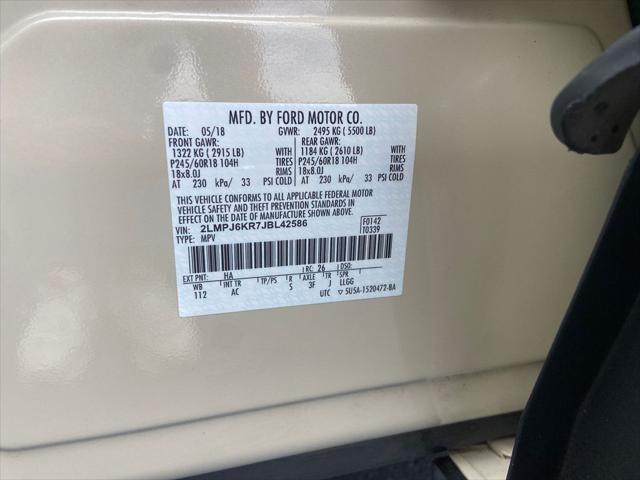 MFD. BY FORD MOTOR CO.
DATE: 05/18 GVWR: 2495 KG ( 5500 LB)
FRONT GAWR: REAR GAWR:
1322 KG ( 2915 LB) 1184 KG ( 2610 LB)
P245/60R18 104H TIRES P245/60R18 104H TIRES
18x8.0J RIMS 18x8.0J RIMS
AT 230 kPa/ 33 PSI COLD AT 230 kPa/ 33 PSI COLD
THIS VEHICLE CONFORMS TO ALL APPLICABLE FEDERAL MOTOR
VEHICLE SAFETY AND BUMPER AND THEFT PREVENTION STANDARDS IN
EFFECT ON THE DATE OF MANUFACTURE SHOWN ABOVE.
VIN: 2LMPJ6KR7JBL42586 F0142
TYPE: MPV T0339
EXT PNT: HA RC: 26 DSO:
WB INT TR TP/PS R AXLE TR SPR
112 AC S 3F J LLGG
UTC ▽ 5U5A-1520472-BA